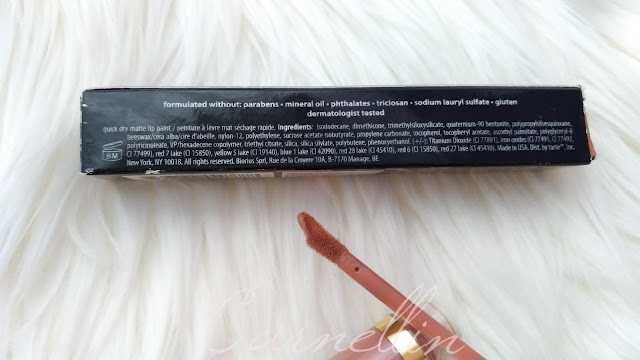 formulated without: parabens • mineral oil • phthalates • triclosan • sodium lauryl sulfate • gluten
dermatologist tested
quick dry matte lip paint / peinture à lèvre mat séchage rapide. Ingredients: Isododecane, dimethicone, trimethylsiloxysilicate, quaternium-90 bentonite, polypropylsilsesquioxane,
beeswax/cera alba/cire d'abeille, nylon-12, polyethylene, sucrose acetate isobutyrate, propylene carbonate, tocopherol, tocopheryl acetate, ascorbyl palmitate, polyglyceryl-6
polyricinoleate, VP/hexadecene copolymer, triethyl citrate, silica, silica silylate, polybutene, phenoxyethanol. (+/-): Titanium Dioxide (CI 77891), iron oxides (CI 77491, CI 77492,
CI 77499), red 7 lake (CI 15850), yellow 5 lake (CI 19140), blue 1 lake (CI 42090), red 28 lake (CI 45410), red 6 (CI 15850), red 27 lake (CI 45410). Made in USA. Dist. by tarte™, Inc.
New York, NY 10018. All rights reserved. Biorius Sprl, Rue de la Croyere 10A, B-7170 Manage, BE.
6M
Carnellin